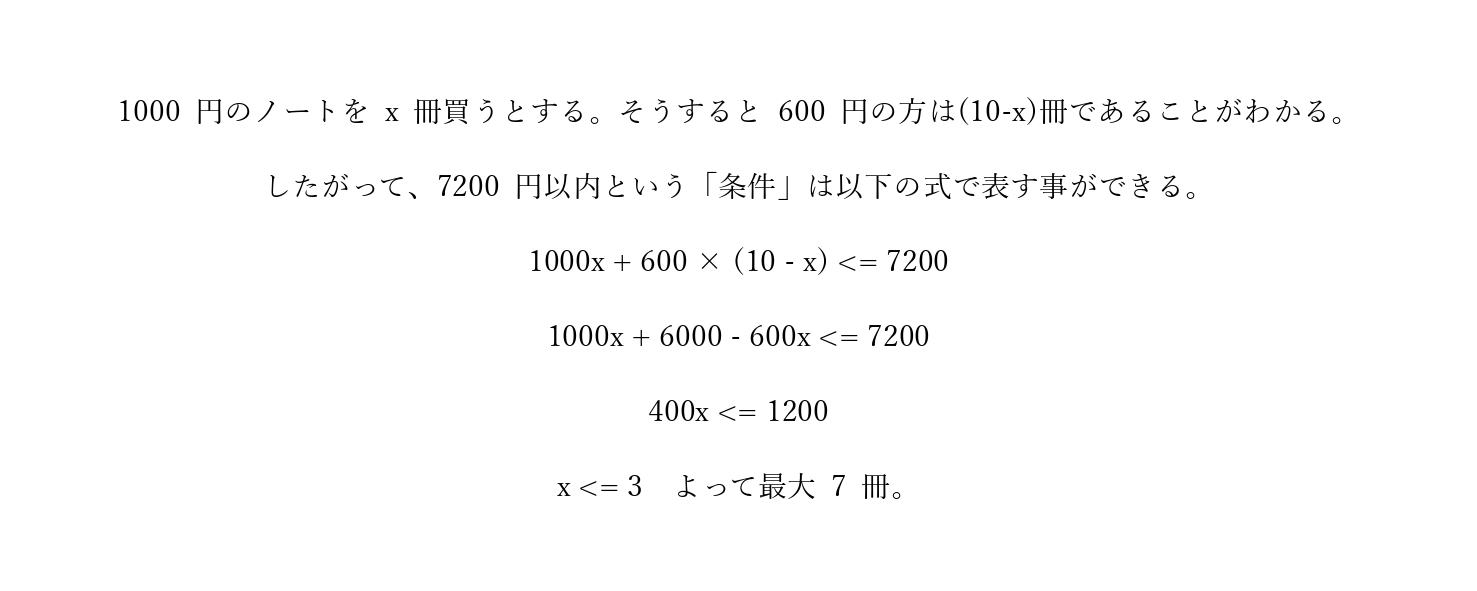 1000 円のノートを x 冊買うとする。そうすると 600 円の方は(10-x)冊であることがわかる。
したがって、7200 円以内という「条件」は以下の式で表す事ができる。
1000x + 600 × (10 - x) <= 7200
1000x + 6000 - 600x <= 7200
400x <= 1200
x <= 3　よって最大 7 冊。